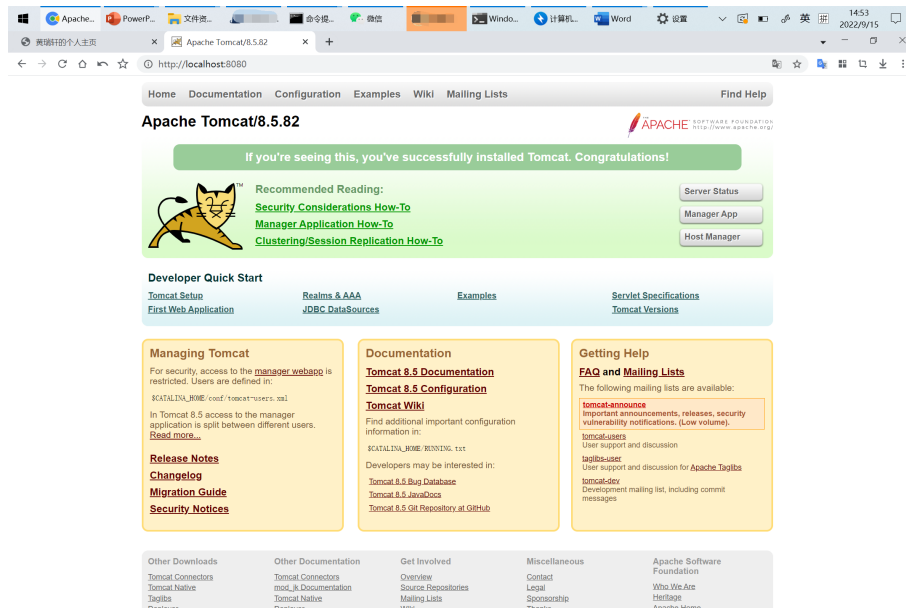 Apache...
PowerP...
文件资...
命令提...
微信
Windo...
计算机...
Word
设置
英
拼
14:53
2022/9/15
黄瑞轩的个人主页
Apache Tomcat/8.5.82
http://localhost:8080
Home Documentation Configuration Examples Wiki Mailing Lists Find Help
Apache Tomcat/8.5.82
THE
APACHE SOFTWARE FOUNDATION
http://www.apache.org/
If you're seeing this, you've successfully installed Tomcat. Congratulations!
TM
Recommended Reading:
Security Considerations How-To
Manager Application How-To
Clustering/Session Replication How-To
Server Status
Manager App
Host Manager
Developer Quick Start
Tomcat Setup
First Web Application
Realms & AAA
JDBC DataSources
Examples
Servlet Specifications
Tomcat Versions
Managing Tomcat
For security, access to the manager webapp is
restricted. Users are defined in:
$CATALINA_HOME/conf/tomcat-users.xml
In Tomcat 8.5 access to the manager
application is split between different users.
Read more...
Release Notes
Changelog
Migration Guide
Security Notices
Documentation
Tomcat 8.5 Documentation
Tomcat 8.5 Configuration
Tomcat Wiki
Find additional important configuration
information in:
$CATALINA_HOME/RUNNING.txt
Developers may be interested in:
Tomcat 8.5 Bug Database
Tomcat 8.5 JavaDocs
Tomcat 8.5 Git Repository at GitHub
Getting Help
FAQ and Mailing Lists
The following mailing lists are available:
tomcat-announce
Important announcements, releases, security
vulnerability notifications. (Low volume).
tomcat-users
User support and discussion
taglibs-user
User support and discussion for Apache Taglibs
tomcat-dev
Development mailing list, including commit
messages
Other Downloads
Tomcat Connectors
Tomcat Native
Taglibs
Other Documentation
Tomcat Connectors
mod_jk Documentation
Tomcat Native
Get Involved
Overview
Source Repositories
Mailing Lists
Miscellaneous
Contact
Legal
Sponsorship
Apache Software
Foundation
Who We Are
Heritage
Apache Home